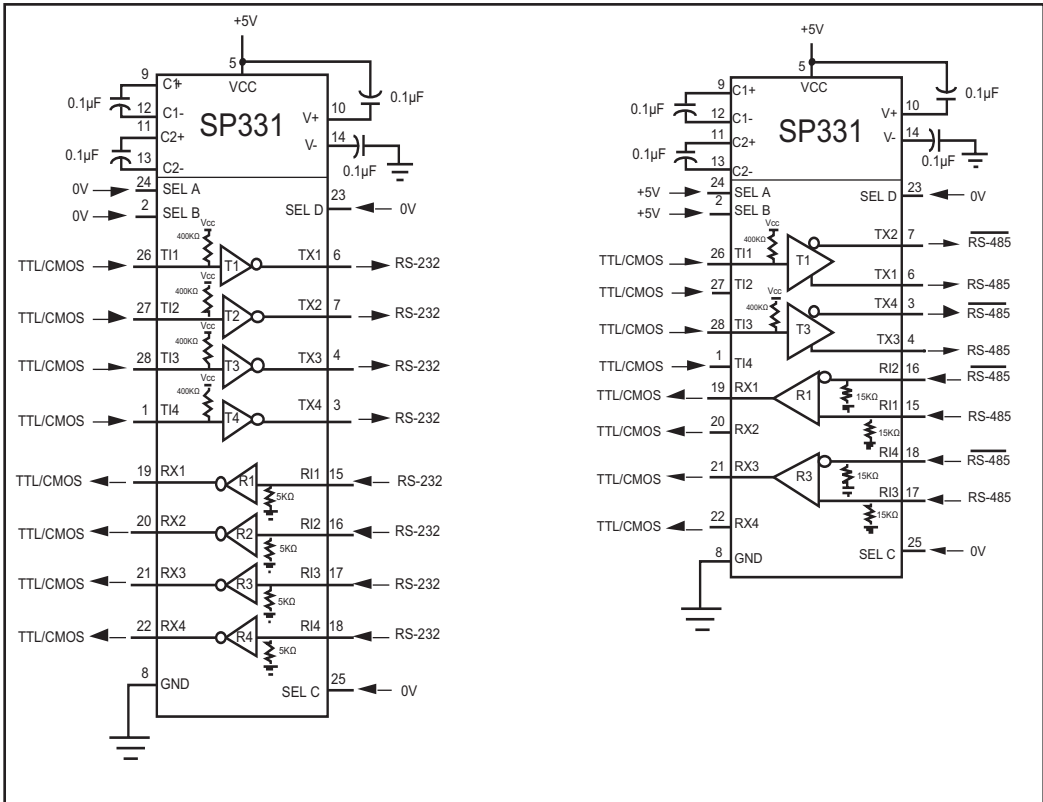 +5V
5
VCC
9 C1+
0.1µF
12 C1-
11 C2+
0.1µF
13 C2-
SP331
V+ 10
0.1µF
V- 14
0.1µF
0V 24 SEL A
0V 2 SEL B
SEL D 23 0V
Vcc
400KΩ
TTL/CMOS 26 TI1 T1 TX1 6 RS-232
Vcc
400KΩ
TTL/CMOS 27 TI2 T2 TX2 7 RS-232
Vcc
400KΩ
TTL/CMOS 28 TI3 T3 TX3 4 RS-232
Vcc
400KΩ
TTL/CMOS 1 TI4 T4 TX4 3 RS-232
TTL/CMOS 19 RX1 R1 RI1 15 RS-232
5KΩ
TTL/CMOS 20 RX2 R2 RI2 16 RS-232
5KΩ
TTL/CMOS 21 RX3 R3 RI3 17 RS-232
5KΩ
TTL/CMOS 22 RX4 R4 RI4 18 RS-232
5KΩ
8 GND
SEL C 25 0V
+5V
5
VCC
9 C1+
0.1µF
12 C1-
11 C2+
0.1µF
13 C2-
SP331
V+ 10
0.1µF
V- 14
0.1µF
+5V 24 SEL A
+5V 2 SEL B
SEL D 23 0V
Vcc
400KΩ
TX2 7 RS-485
TTL/CMOS 26 TI1 T1
TX1 6 RS-485
TTL/CMOS 27 TI2
Vcc
400KΩ
TX4 3 RS-485
TTL/CMOS 28 TI3 T3
TX3 4 RS-485
TTL/CMOS 1 TI4
RI2 16 RS-485
TTL/CMOS 19 RX1 R1 15KΩ
RI1 15 RS-485
15KΩ
TTL/CMOS 20 RX2
RI4 18 RS-485
TTL/CMOS 21 RX3 R3 15KΩ
RI3 17 RS-485
15KΩ
TTL/CMOS 22 RX4
SEL C 25 0V
8 GND